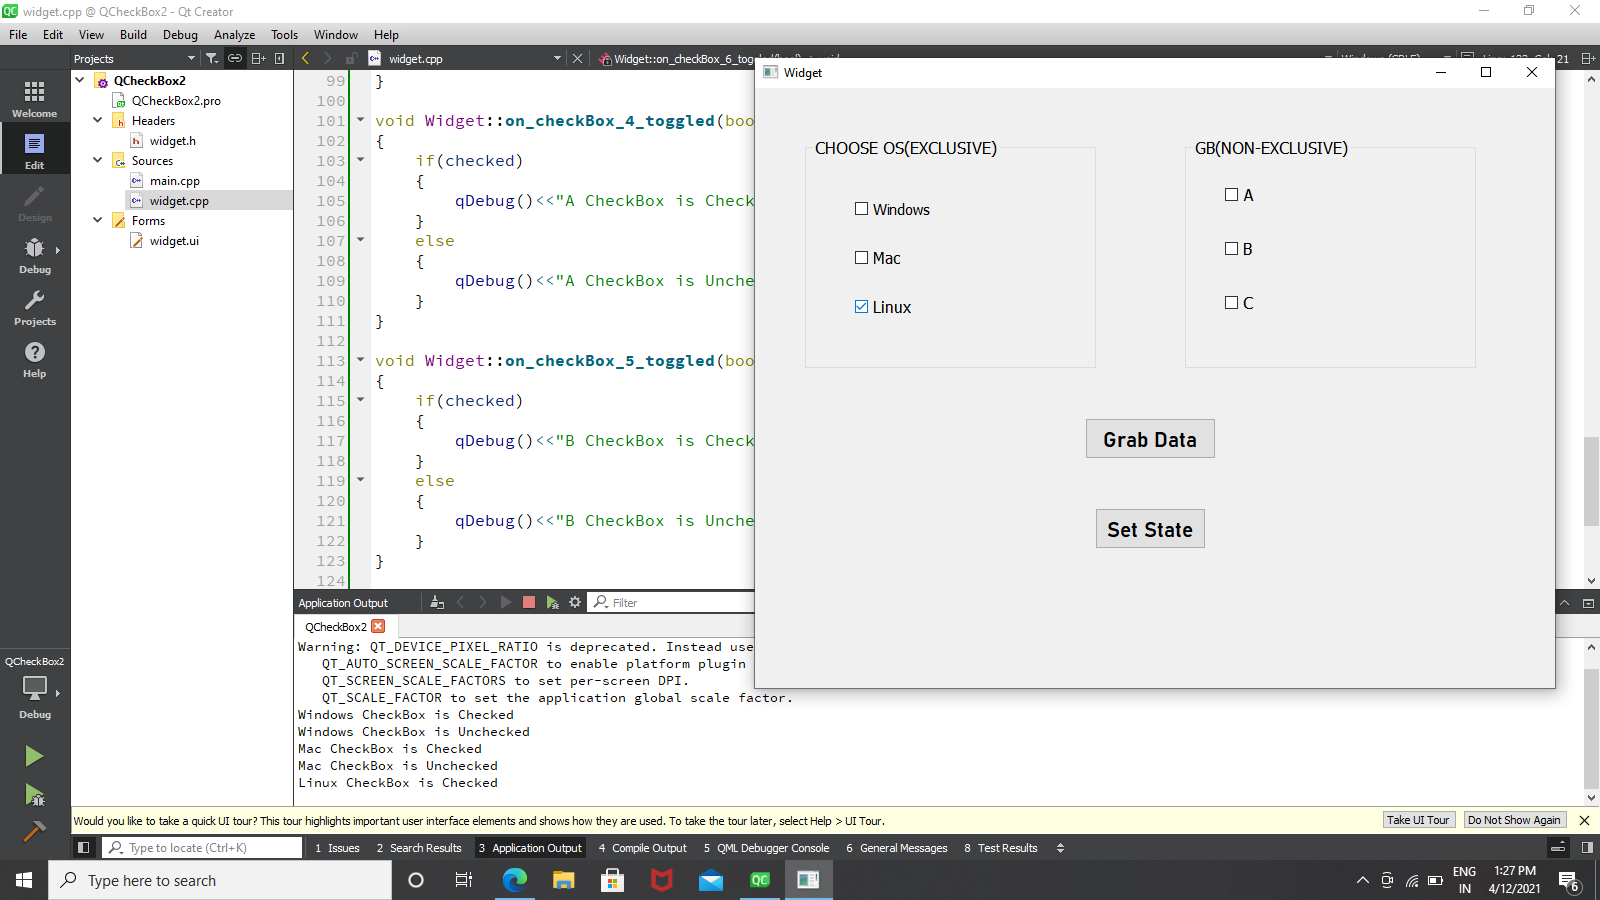 QC widget.cpp @ QCheckBox2 - Qt Creator
File Edit View Build Debug Analyze Tools Window Help
Projects
widget.cpp
Widget::on_checkBox_6_tog
21
Welcome
Edit
Design
Debug
Projects
Help
QCheckBox2
Debug
QCheckBox2
QCheckBox2.pro
Headers
widget.h
Sources
main.cpp
widget.cpp
Forms
widget.ui
99 }
100
101 void Widget::on_checkBox_4_toggled(boo
102 {
103 if(checked)
104 {
105 qDebug()<<"A CheckBox is Check
106 }
107 else
108 {
109 qDebug()<<"A CheckBox is Unche
110 }
111 }
112
113 void Widget::on_checkBox_5_toggled(boo
114 {
115 if(checked)
116 {
117 qDebug()<<"B CheckBox is Check
118 }
119 else
120 {
121 qDebug()<<"B CheckBox is Unche
122 }
123 }
124
Widget
CHOOSE OS(EXCLUSIVE)
Windows
Mac
Linux
GB(NON-EXCLUSIVE)
A
B
C
Grab Data
Set State
Application Output
Filter
QCheckBox2
Warning: QT_DEVICE_PIXEL_RATIO is deprecated. Instead use
QT_AUTO_SCREEN_SCALE_FACTOR to enable platform plugin
QT_SCREEN_SCALE_FACTORS to set per-screen DPI.
QT_SCALE_FACTOR to set the application global scale factor.
Windows CheckBox is Checked
Windows CheckBox is Unchecked
Mac CheckBox is Checked
Mac CheckBox is Unchecked
Linux CheckBox is Checked
Would you like to take a quick UI tour? This tour highlights important user interface elements and shows how they are used. To take the tour later, select Help > UI Tour.
Take UI Tour
Do Not Show Again
Type to locate (Ctrl+K)
1 Issues 2 Search Results 3 Application Output 4 Compile Output 5 QML Debugger Console 6 General Messages 8 Test Results
Type here to search
QC
ENG
IN
1:27 PM
4/12/2021
6